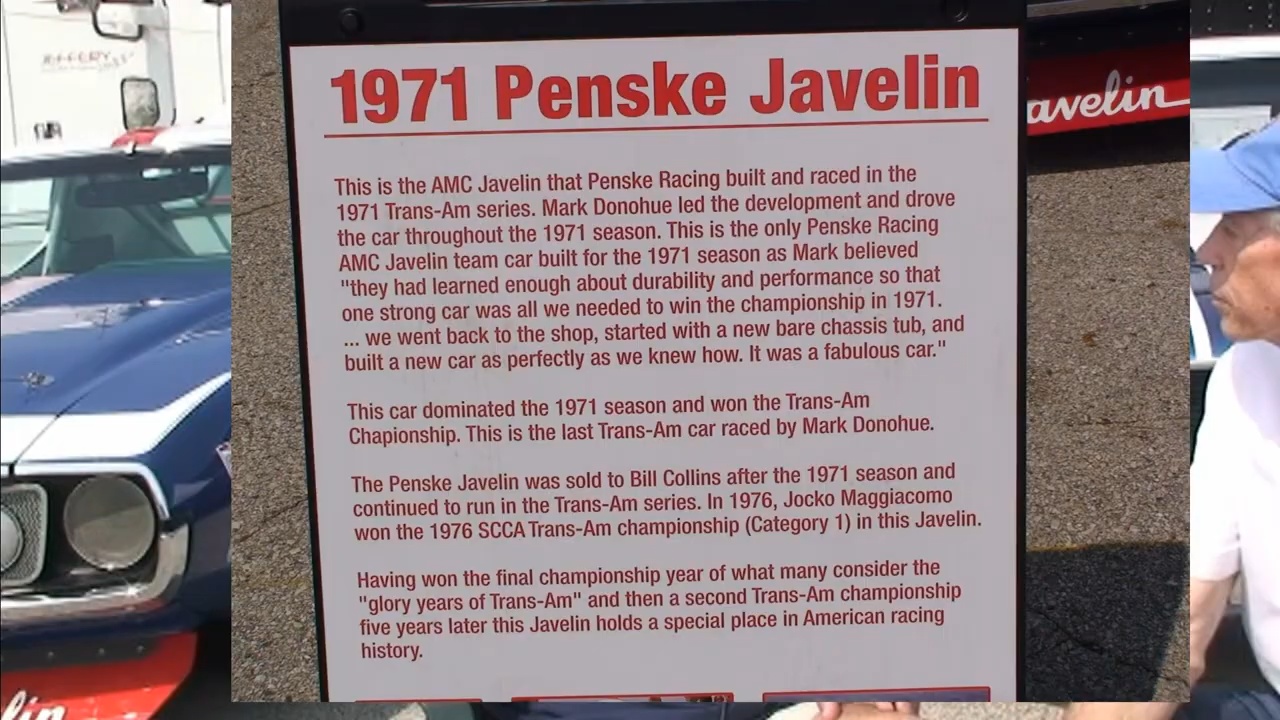 JEFFERY
1971 Penske Javelin
avelin
This is the AMC Javelin that Penske Racing built and raced in the
1971 Trans-Am series. Mark Donohue led the development and drove
the car throughout the 1971 season. This is the only Penske Racing
AMC Javelin team car built for the 1971 season as Mark believed
"they had learned enough about durability and performance so that
one strong car was all we needed to win the championship in 1971.
... we went back to the shop, started with a new bare chassis tub, and
built a new car as perfectly as we knew how. It was a fabulous car."
This car dominated the 1971 season and won the Trans-Am
Chapionship. This is the last Trans-Am car raced by Mark Donohue.
The Penske Javelin was sold to Bill Collins after the 1971 season and
continued to run in the Trans-Am series. In 1976, Jocko Maggiacomo
won the 1976 SCCA Trans-Am championship (Category 1) in this Javelin.
Having won the final championship year of what many consider the
"glory years of Trans-Am" and then a second Trans-Am championship
five years later this Javelin holds a special place in American racing
history.
lin